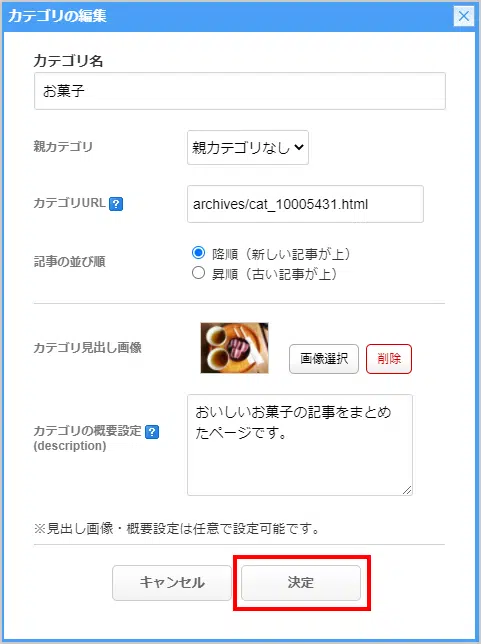 カテゴリの編集
カテゴリ名
お菓子
親カテゴリ 親カテゴリなし
カテゴリURL ? archives/cat_10005431.html
記事の並び順 降順（新しい記事が上）
昇順（古い記事が上）
カテゴリ見出し画像 画像選択 削除
おいしいお菓子の記事をまとめ
たページです。
カテゴリの概要設定 ?
(description)
※見出し画像・概要設定は任意で設定可能です。
キャンセル 決定